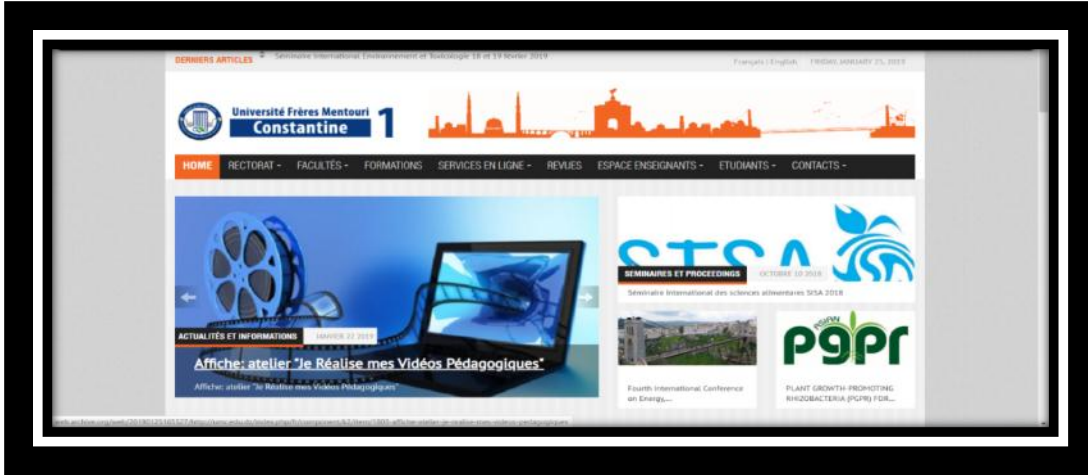 DERNIERS ARTICLES
Séminaire International Environnement et Toxicologie 18 et 19 février 2019
Français | English FRIDAY JANUARY 25, 2019
Université Frères Mentouri
Constantine
1
HOME RECTORAT FACULTÉS FORMATIONS SERVICES EN LIGNE REVUES ESPACE ENSEIGNANTS ETUDIANTS CONTACTS
SISA
SEMINAIRES ET PROCEEDINGS OCTOBRE 10 2018
Séminaire International des sciences alimentaires SISA 2018
ACTUALITÉS ET INFORMATIONS JANVIER 22 2019
Affiche: atelier "Je Réalise mes Vidéos Pédagogiques"
Affiche: atelier "Je Réalise mes Vidéos Pédagogiques"
Fourth International Conference
on Energy,...
ASIAN
PGPR
PLANT GROWTH-PROMOTING
RHIZOBACTERIA (PGPR) FOR...